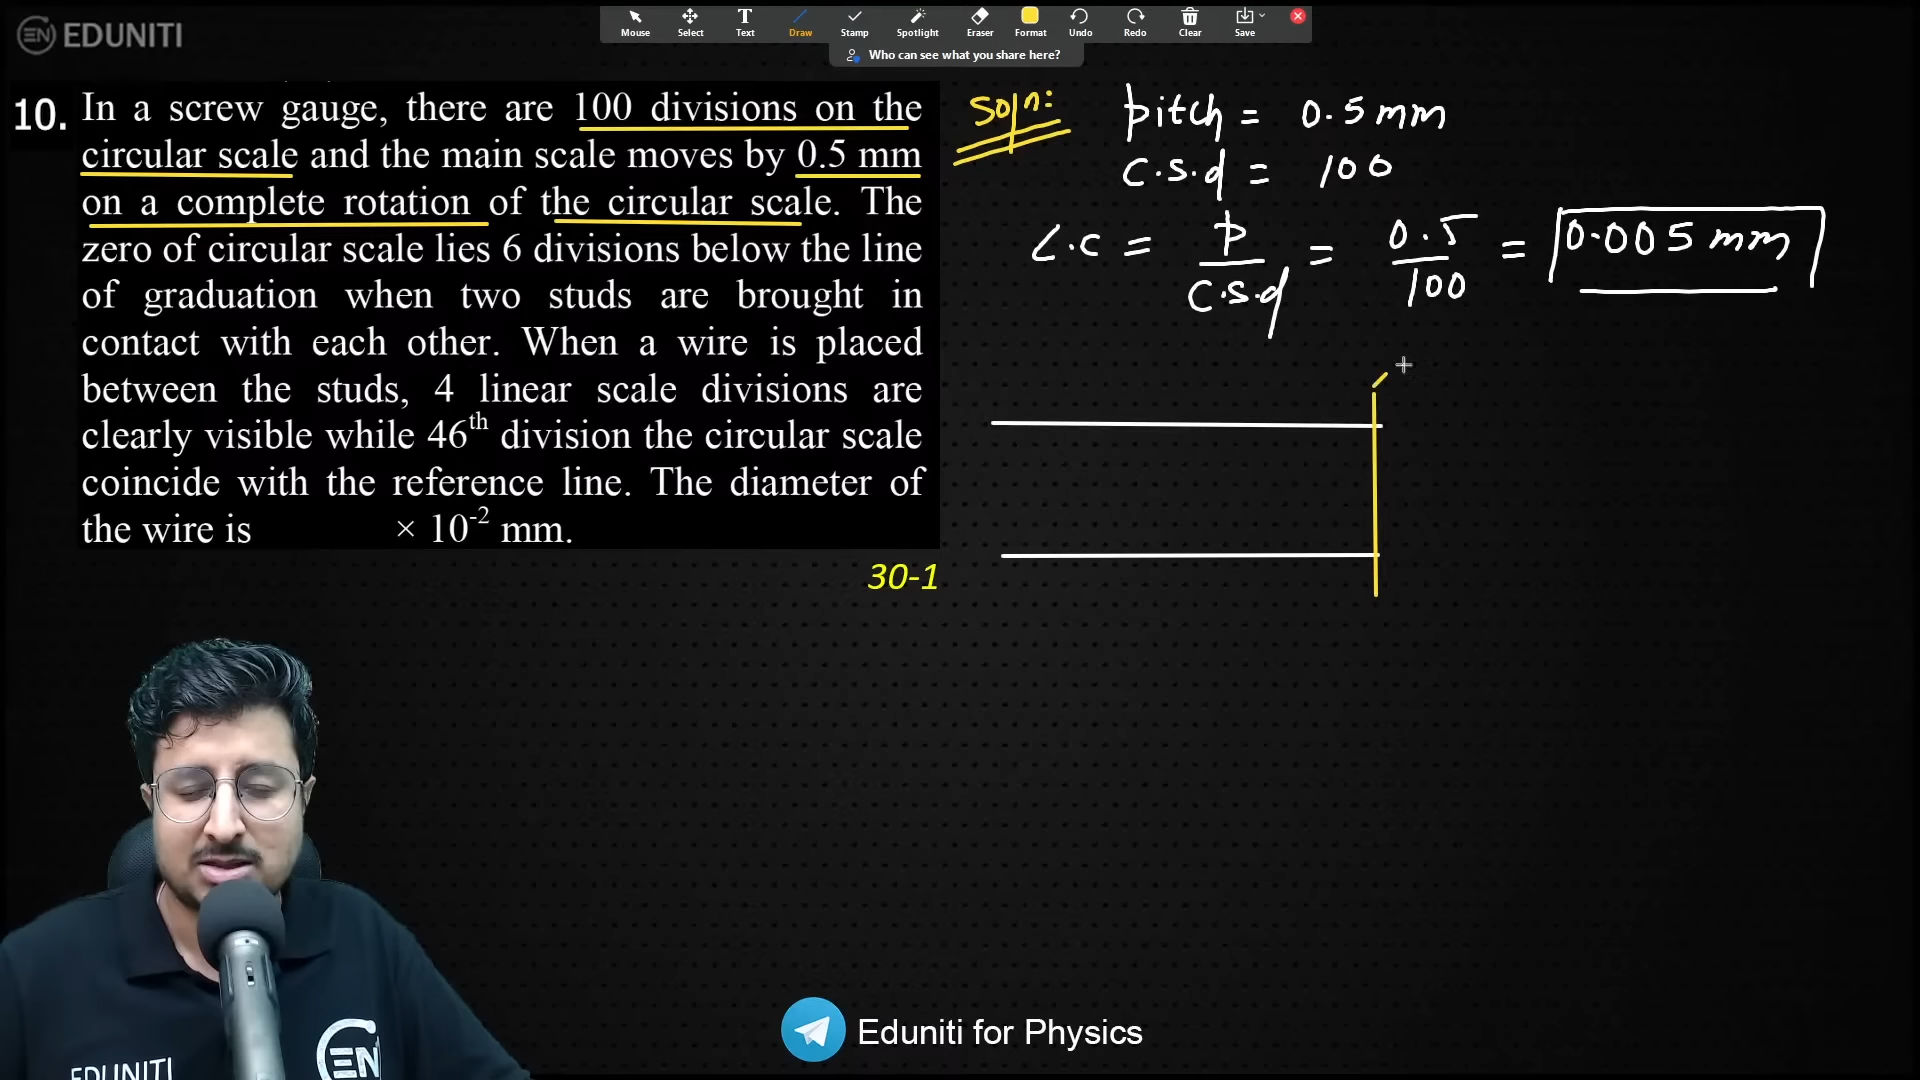 EN EDUNITI
Mouse Select Text Draw Stamp Spotlight Eraser Format Undo Redo Clear Save
Who can see what you share here?
10. In a screw gauge, there are 100 divisions on the
circular scale and the main scale moves by 0.5 mm
on a complete rotation of the circular scale. The
zero of circular scale lies 6 divisions below the line
of graduation when two studs are brought in
contact with each other. When a wire is placed
between the studs, 4 linear scale divisions are
clearly visible while 46th division the circular scale
coincide with the reference line. The diameter of
the wire is × 10-2 mm.
30-1
Soln:
pitch = 0.5 mm
C.S.d = 100
L.C = p / C.S.d = 0.5 / 100 = 0.005 mm
EDUNITI
EN
Eduniti for Physics